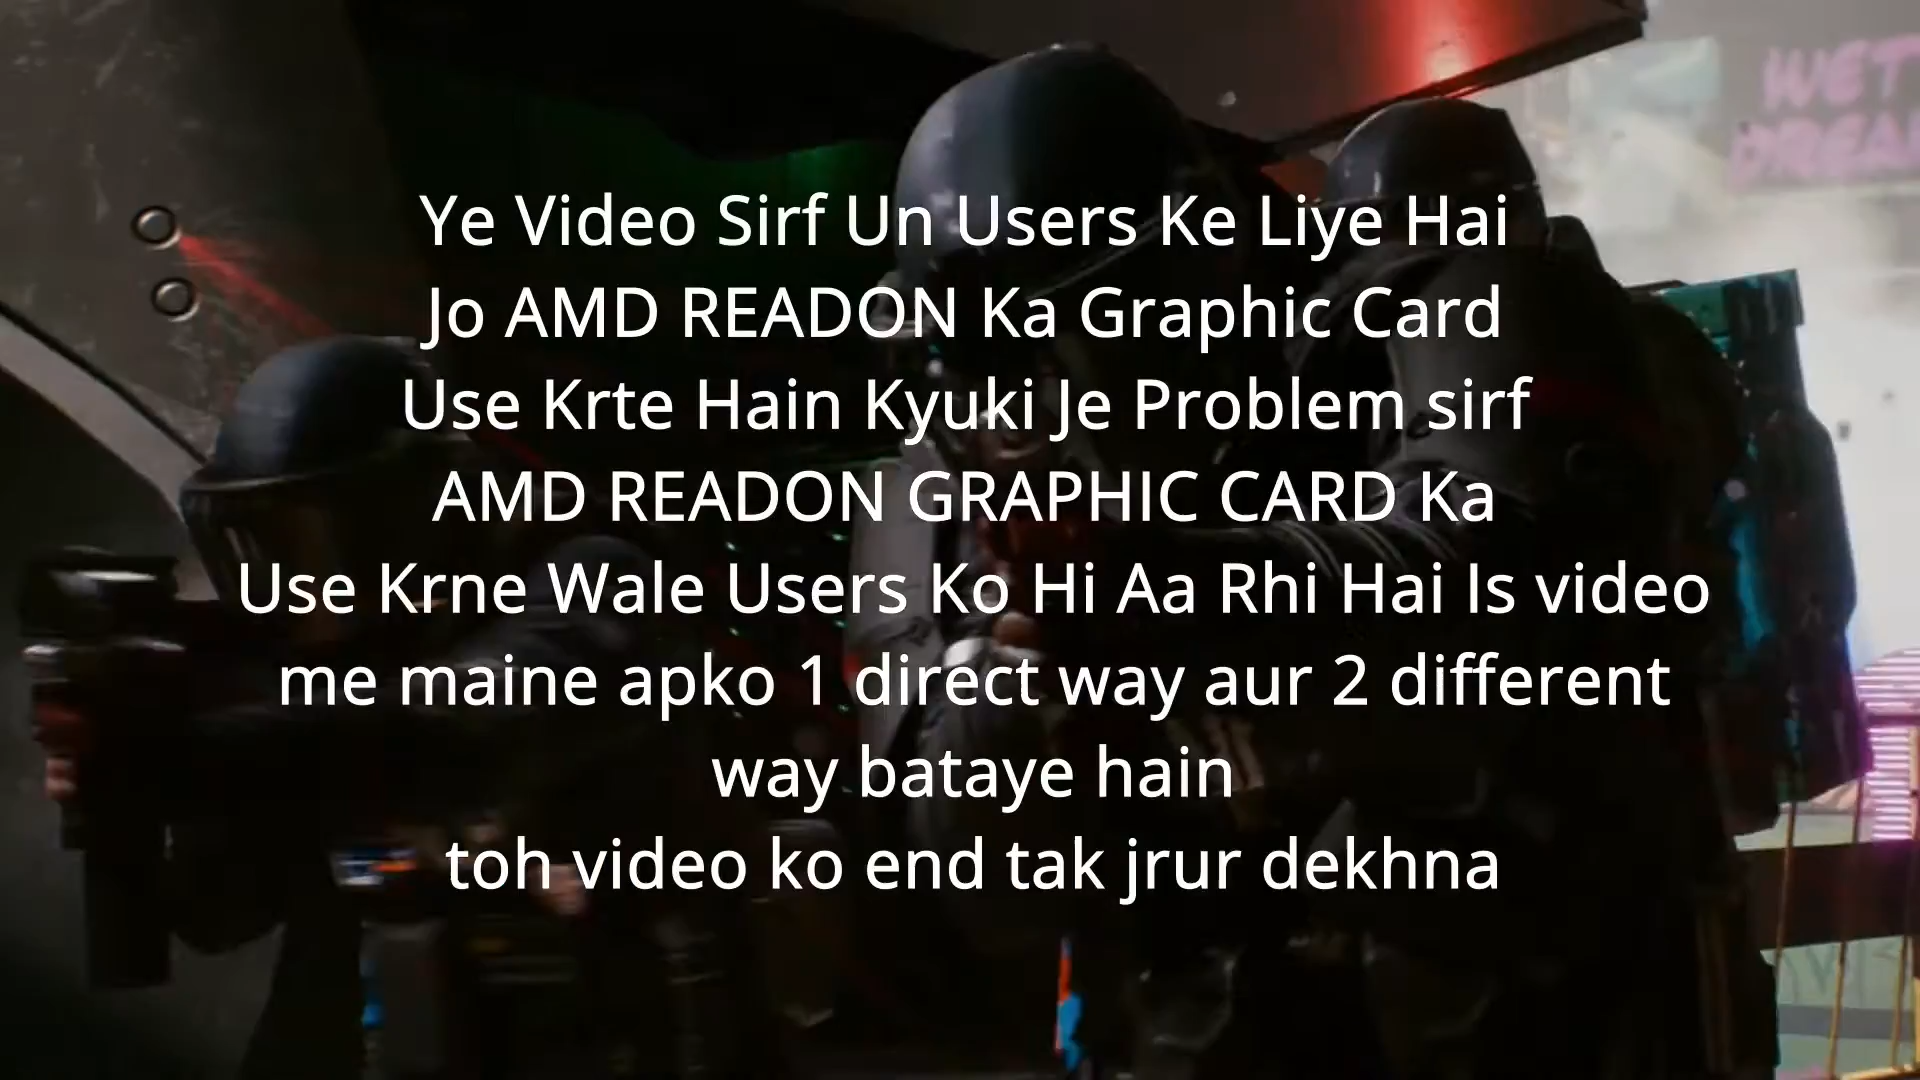 Ye Video Sirf Un Users Ke Liye Hai
Jo AMD READON Ka Graphic Card
Use Krte Hain Kyuki Je Problem sirf
AMD READON GRAPHIC CARD Ka
Use Krne Wale Users Ko Hi Aa Rhi Hai Is video
me maine apko 1 direct way aur 2 different
way bataye hain
toh video ko end tak jrur dekhna
WET